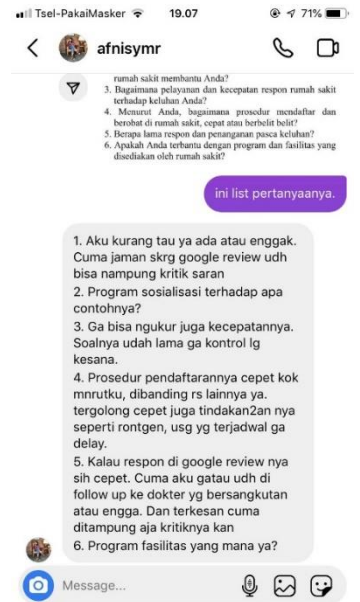 Tsel-PakaiMasker
19.07
71%
afnisymr
rumah sakit membantu Anda?
3. Bagaimana pelayanan dan kecepatan respon rumah sakit
terhadap keluhan Anda?
4. Menurut Anda, bagaimana prosedur mendaftar dan
berobat di rumah sakit, cepat atau berbelit belit?
5. Berapa lama respon dan penanganan pasca keluhan?
6. Apakah Anda terbantu dengan program dan fasilitas yang
disediakan oleh rumah sakit?
ini list pertanyaanya.
1. Aku kurang tau ya ada atau enggak.
Cuma jaman skrg google review udh
bisa nampung kritik saran
2. Program sosialisasi terhadap apa
contohnya?
3. Ga bisa ngukur juga kecepatannya.
Soalnya udah lama ga kontrol lg
kesana.
4. Prosedur pendaftarannya cepet kok
mnrutku, dibanding rs lainnya ya.
tergolong cepet juga tindakan2an nya
seperti rontgen, usg yg terjadwal ga
delay.
5. Kalau respon di google review nya
sih cepet. Cuma aku gatau udh di
follow up ke dokter yg bersangkutan
atau engga. Dan terkesan cuma
ditampung aja kritiknya kan
6. Program fasilitas yang mana ya?
Message...